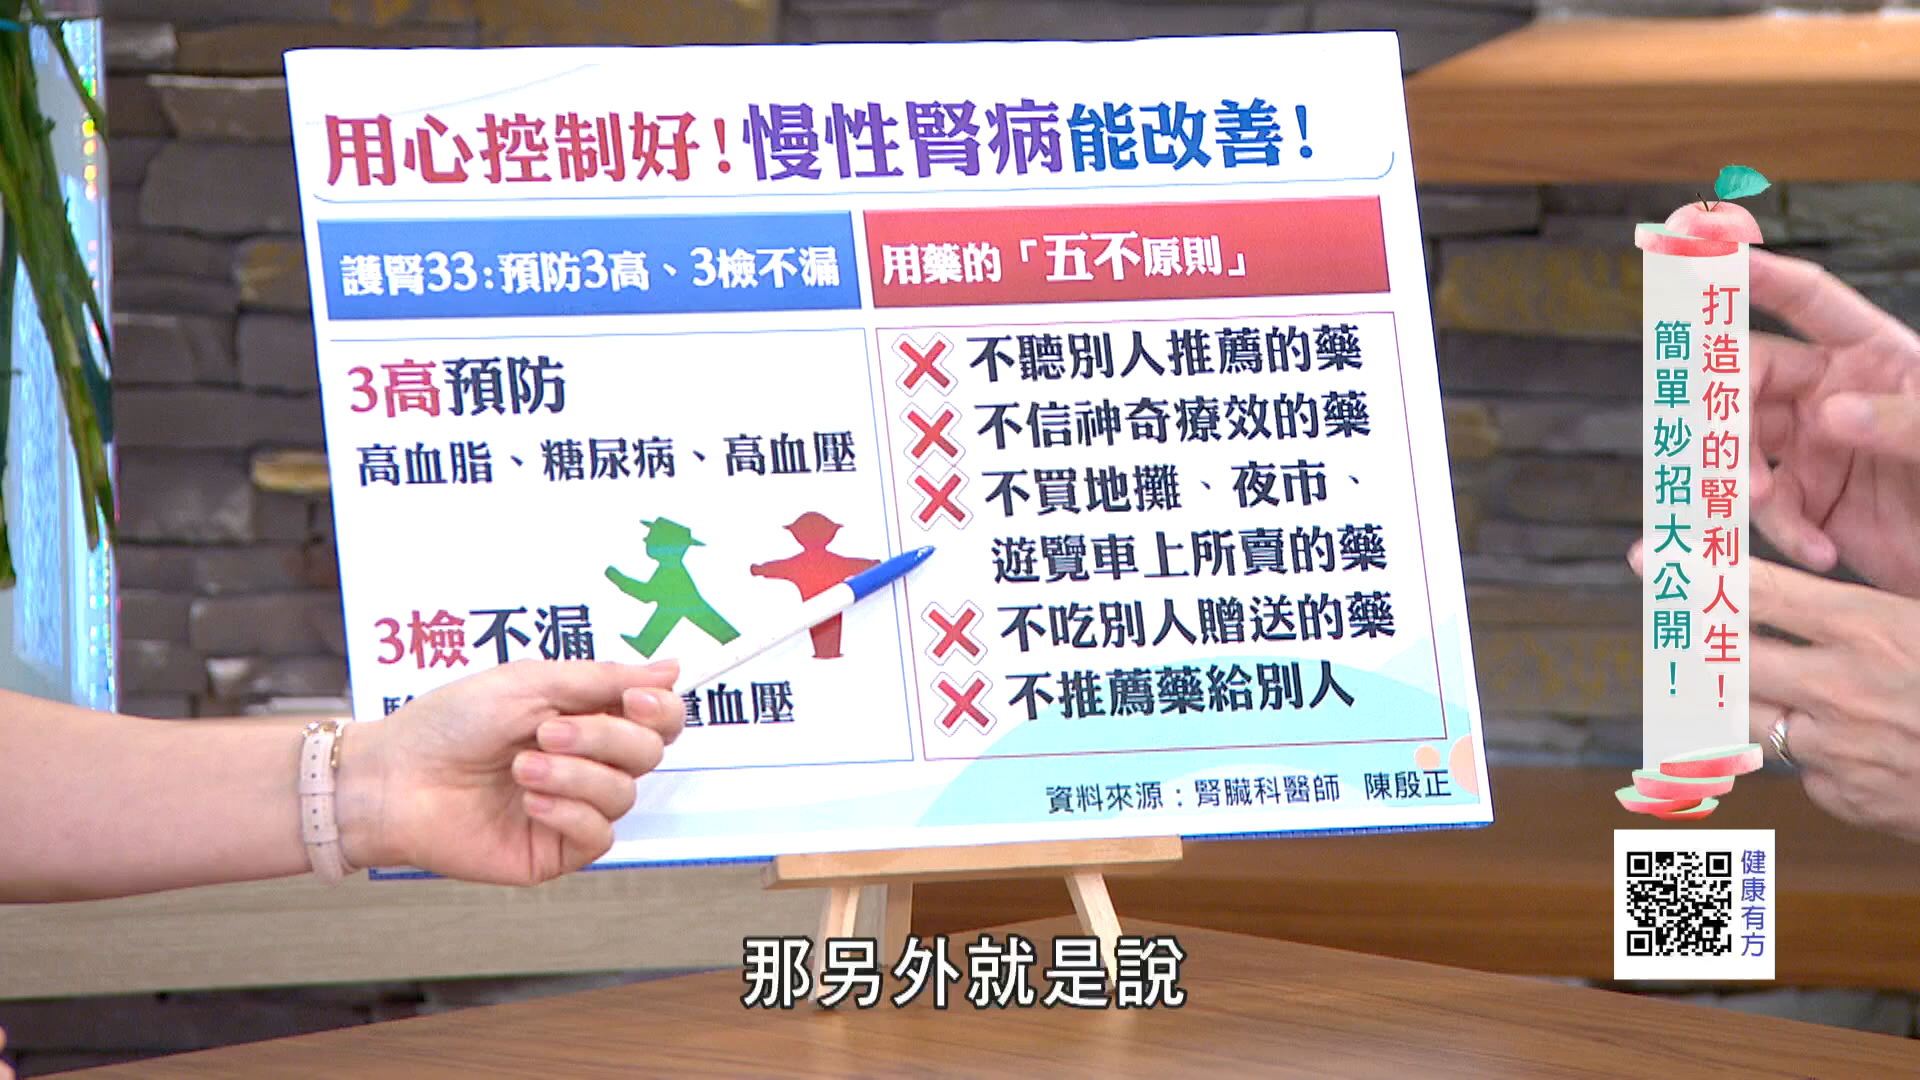 用心控制好!慢性腎病能改善!
護腎33:預防3高、3檢不漏
3高預防
高血脂、糖尿病、高血壓
3檢不漏
量血壓
用藥的「五不原則」
不聽別人推薦的藥
不信神奇療效的藥
不買地攤、夜市、
遊覽車上所賣的藥
不吃別人贈送的藥
不推薦藥給別人
資料來源:腎臟科醫師 陳殷正
打造你的腎利人生!
簡單妙招大公開!
健康有方
那另外就是說